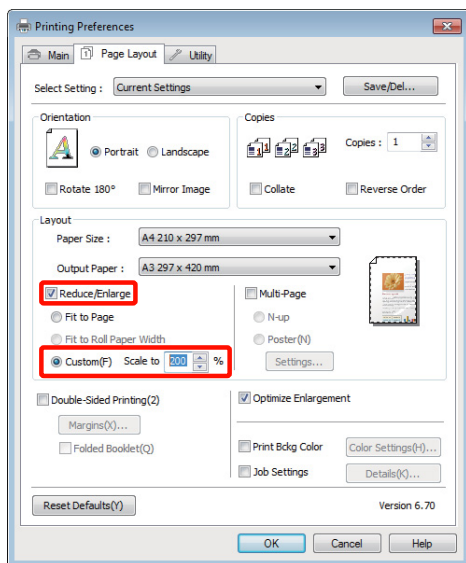 Printing Preferences
Main Page Layout Utility
Select Setting : Current Settings Save/Del...
Orientation
Portrait Landscape
Rotate 180° Mirror Image
Copies
Copies : 1
Collate Reverse Order
Layout
Paper Size : A4 210 x 297 mm
Output Paper : A3 297 x 420 mm
Reduce/Enlarge
Fit to Page
Fit to Roll Paper Width
Custom(F) Scale to 200 %
Multi-Page
N-up
Poster(N)
Settings...
Double-Sided Printing(2)
Margins(X)...
Folded Booklet(Q)
Optimize Enlargement
Print Bckg Color Color Settings(H)...
Job Settings Details(K)...
Reset Defaults(Y) Version 6.70
OK Cancel Help